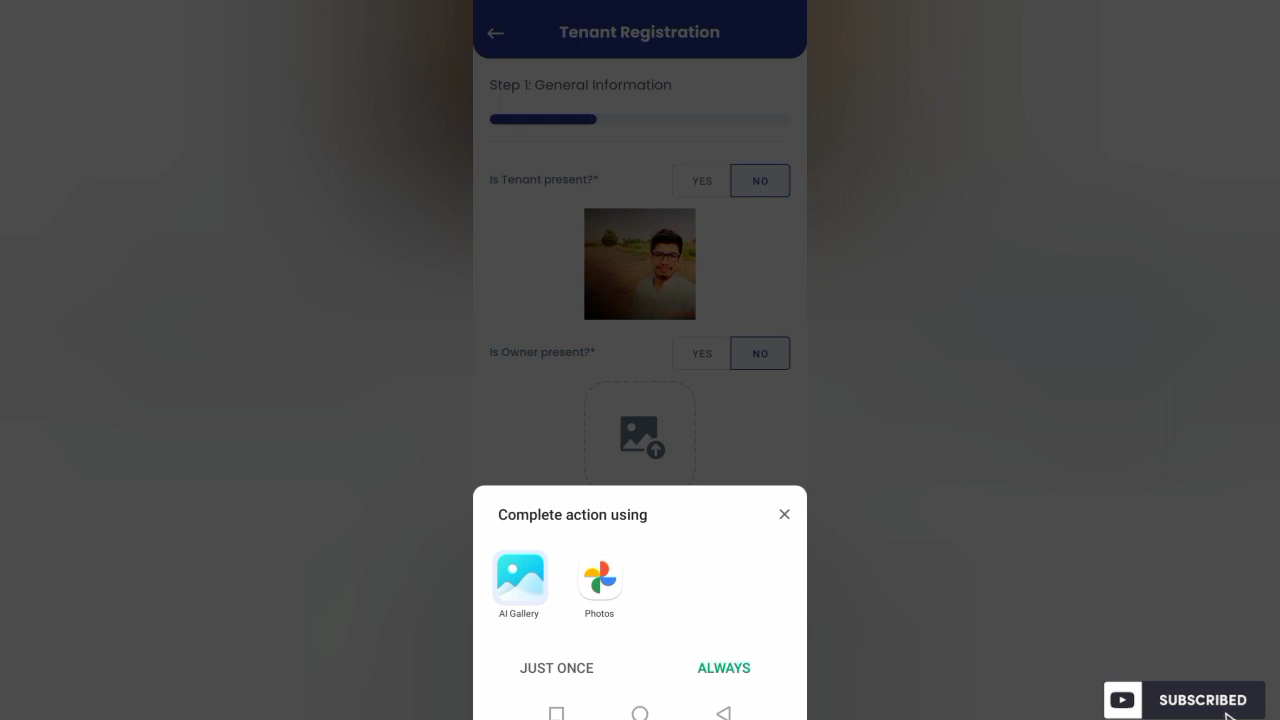 Tenant Registration
Step 1: General Information
Is Tenant present?*
YES
NO
Is Owner present?*
YES
NO
Complete action using
AI Gallery
Photos
JUST ONCE
ALWAYS
SUBSCRIBED